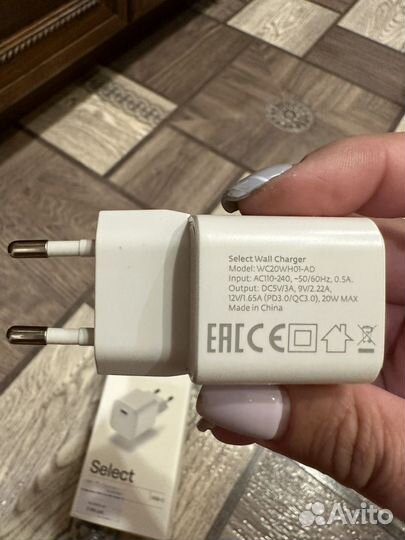 Select Wall Charger
Model: WC20WH01-AD
Input: AC110-240, ~50/60Hz, 0.5A.
Output: DC5V/3A, 9V/2.22A,
12V/1.65A (PD3.0/QC3.0), 20W MAX
Made in China
EAC CE
Select
Avito